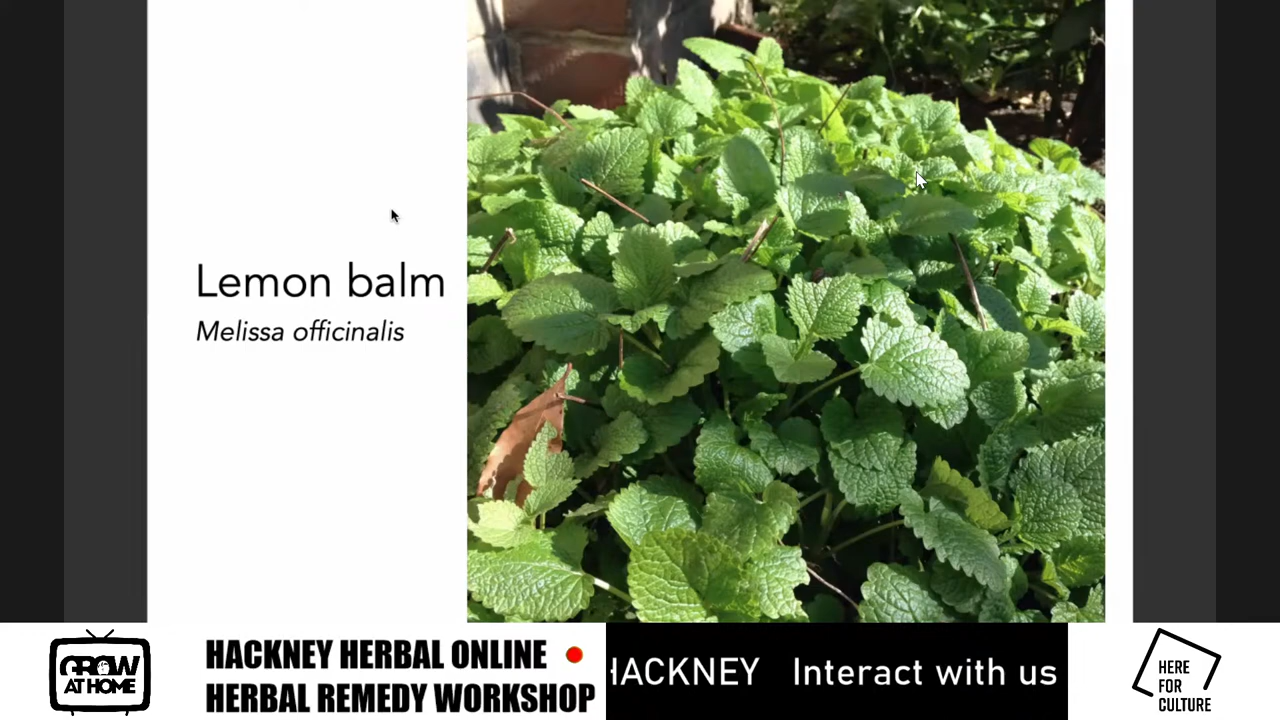 Lemon balm
Melissa officinalis
GROW
AT HOME
HACKNEY HERBAL ONLINE
HERBAL REMEDY WORKSHOP
HACKNEY Interact with us
HERE
FOR
CULTURE